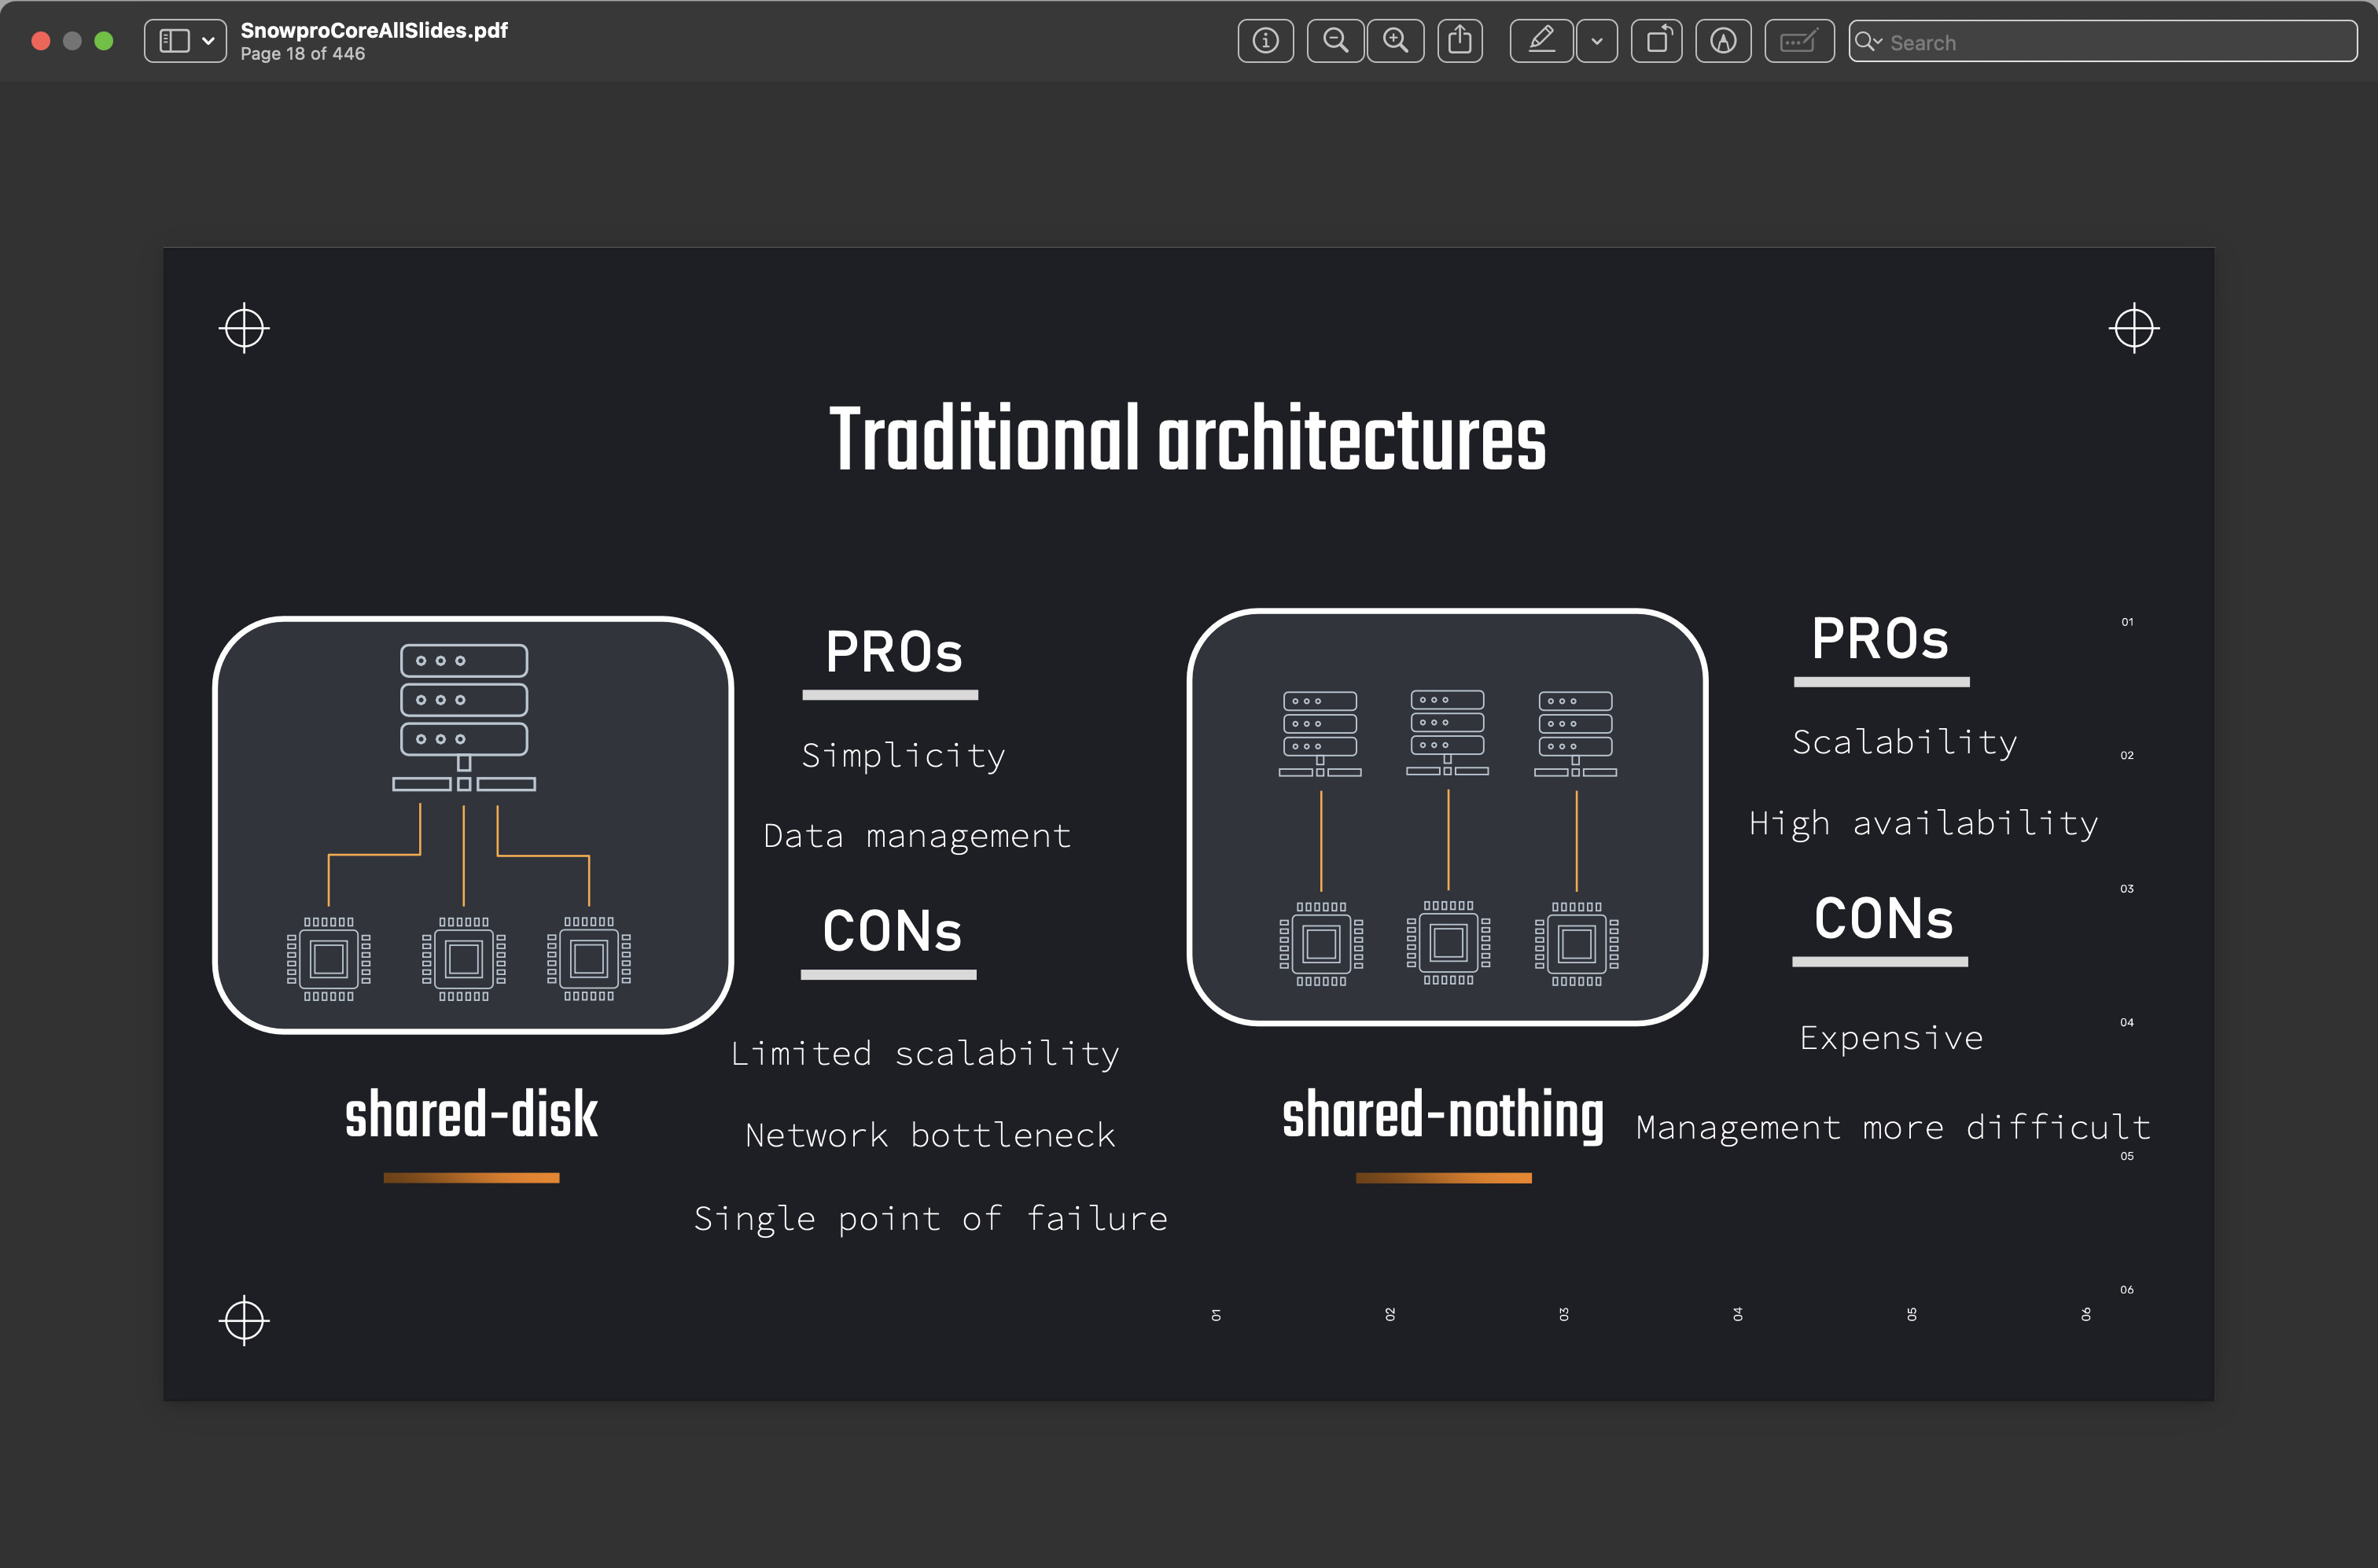 SnowproCoreAllSlides.pdf
Page 18 of 446
Search
Traditional architectures
PROs
Simplicity
Data management
CONs
Limited scalability
Network bottleneck
Single point of failure
shared-disk
PROs
Scalability
High availability
CONs
Expensive
Management more difficult
shared-nothing
01
02
03
04
05
06
01
02
03
04
05
06